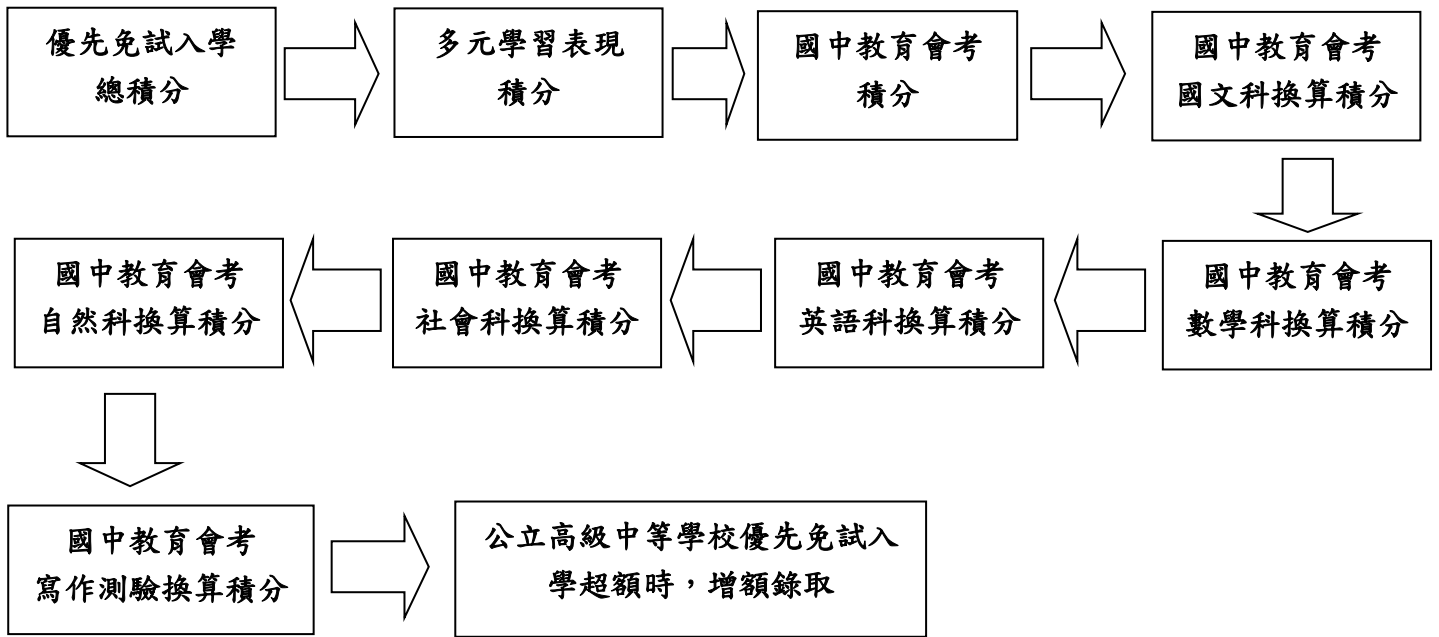 優先免試入學
總積分
多元學習表現
積分
國中教育會考
積分
國中教育會考
國文科換算積分
國中教育會考
數學科換算積分
國中教育會考
英語科換算積分
國中教育會考
社會科換算積分
國中教育會考
自然科換算積分
國中教育會考
寫作測驗換算積分
公立高級中等學校優先免試入
學超額時，增額錄取